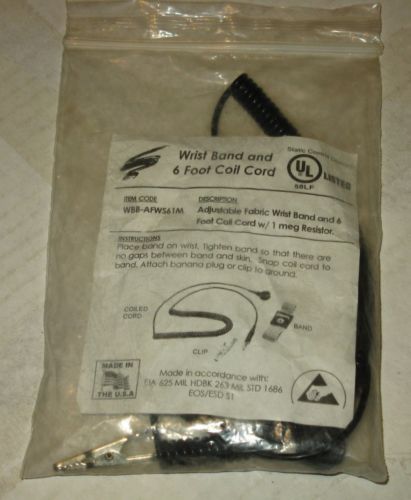 Wrist Band and
6 Foot Coil Cord
Static Control
UL
LISTED
58LF
ITEM CODE
WBB-AFWS61M
DESCRIPTION
Adjustable Fabric Wrist Band and 6
Foot Coil Cord w/ 1 meg Resistor.
INSTRUCTIONS
Place band on wrist. Tighten band so that there are
no gaps between band and skin. Snap coil cord to
band. Attach banana plug or clip to ground.
COILED
CORD
CLIP
BAND
MADE IN
THE U.S.A
Made in accordance with:
EIA 625 MIL HDBK 263 MIL STD 1686
EOS/ESD S1